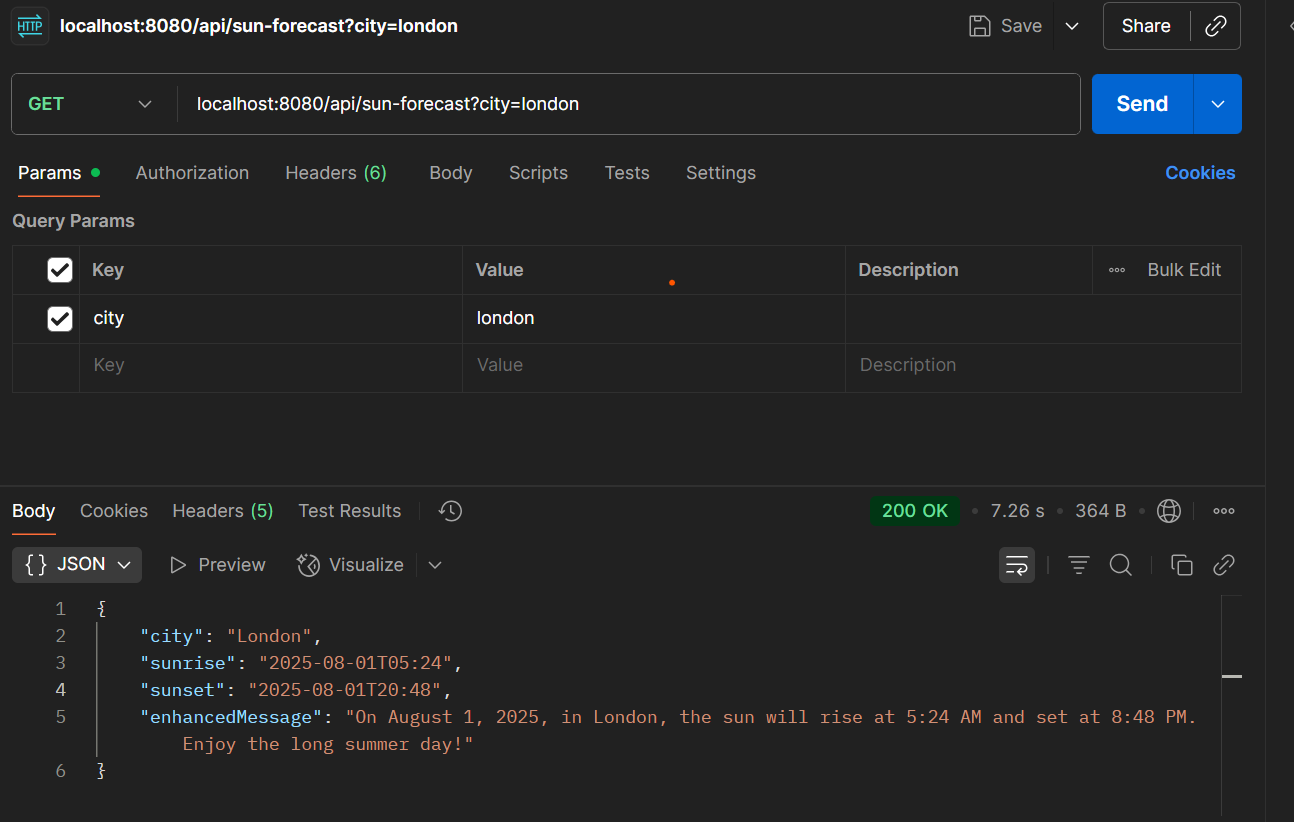 HTTP localhost:8080/api/sun-forecast?city=london Save Share
GET localhost:8080/api/sun-forecast?city=london Send
Params Authorization Headers (6) Body Scripts Tests Settings Cookies
Query Params
Key Value Description Bulk Edit
city london
Key Value Description
Body Cookies Headers (5) Test Results 200 OK • 7.26 s • 364 B •
{} JSON Preview Visualize
1 {
2 "city": "London",
3 "sunrise": "2025-08-01T05:24",
4 "sunset": "2025-08-01T20:48",
5 "enhancedMessage": "On August 1, 2025, in London, the sun will rise at 5:24 AM and set at 8:48 PM.
Enjoy the long summer day!"
6 }